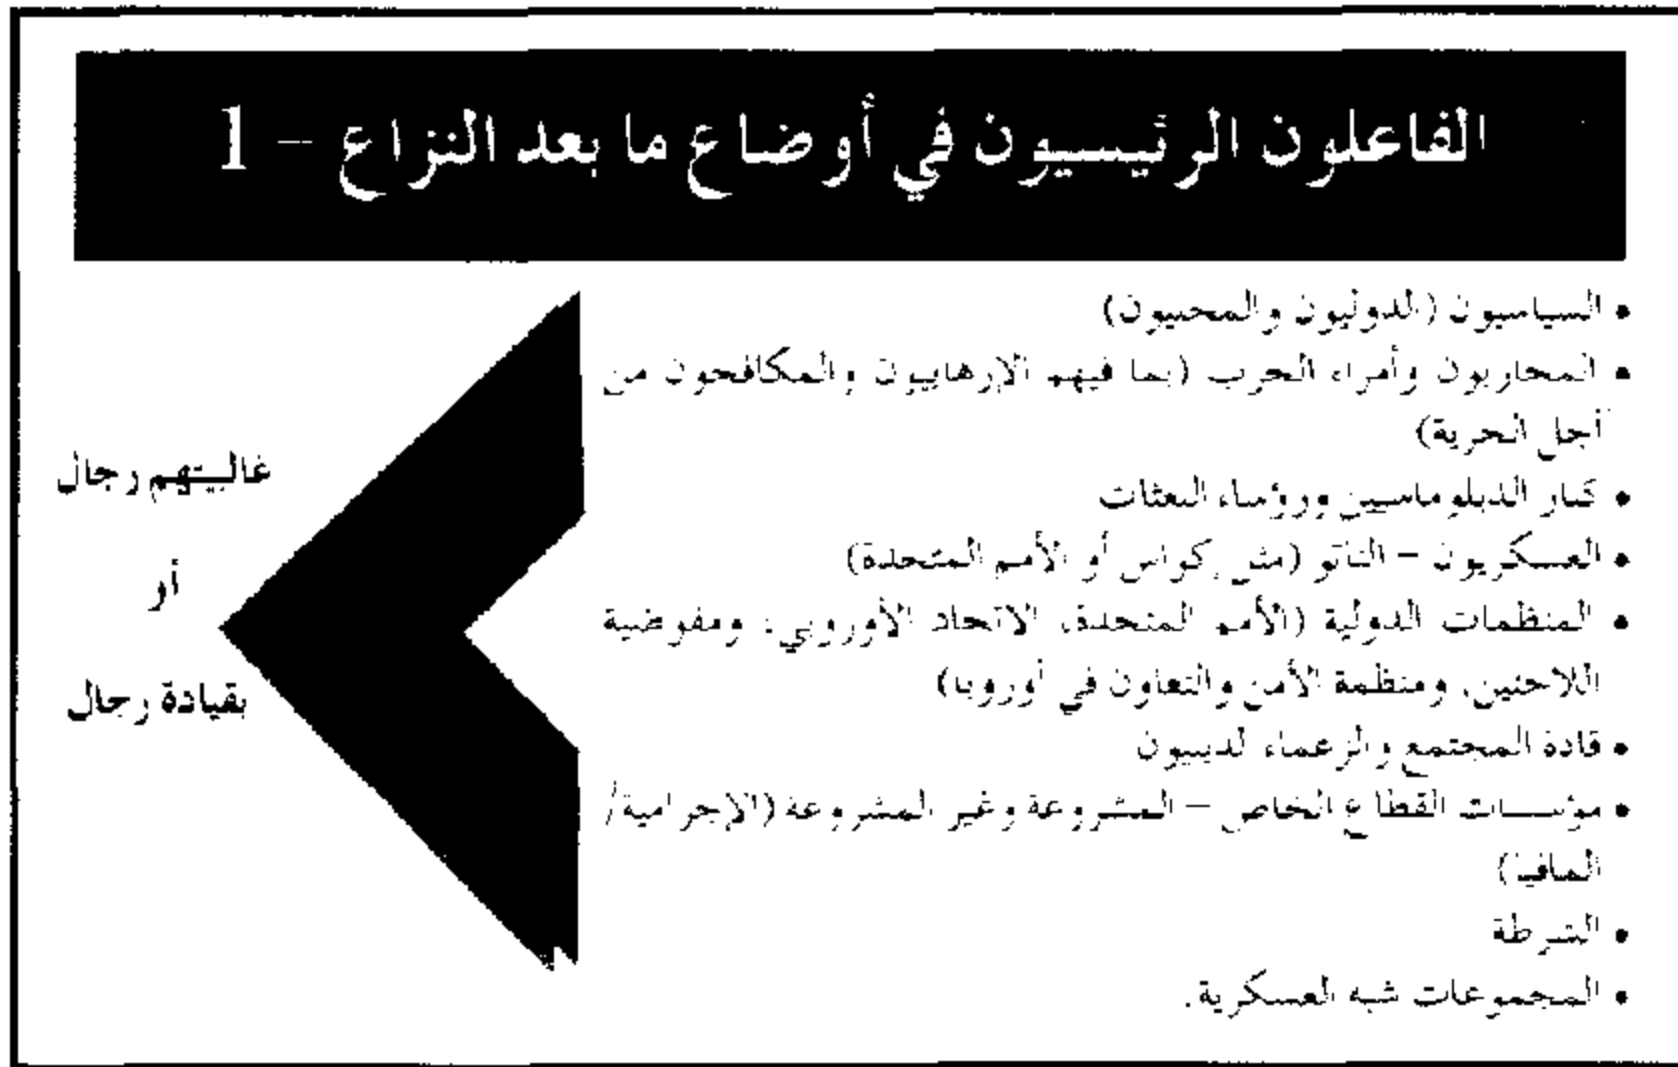 الفاعلون الرئيسيون في أوضاع ما بعد النزاع – 1
• السياسيون (الدوليون والمحليون)
• المحاربون وأمراء الحرب (بما فيهم الإرهابيون والمكافحون من
أجل الحرية)
• كبار الدبلوماسيين ورؤساء البعثات
• العسكريون – الناتو (مثل كواس أو الأمم المتحدة)
• المنظمات الدولية (الأمم المتحدة، الاتحاد الأوروبي، ومفوضية
اللاجئين، ومنظمة الأمن والتعاون في أوروبا)
• قادة المجتمع والزعماء لدينيون
• مؤسسات القطاع الخاص – المشروعة وغير المشروعة (الإجرامية/
المافيا)
• الشرطة
• المجموعات شبه العسكرية.
غالبيتهم رجال
أو
بقيادة رجال